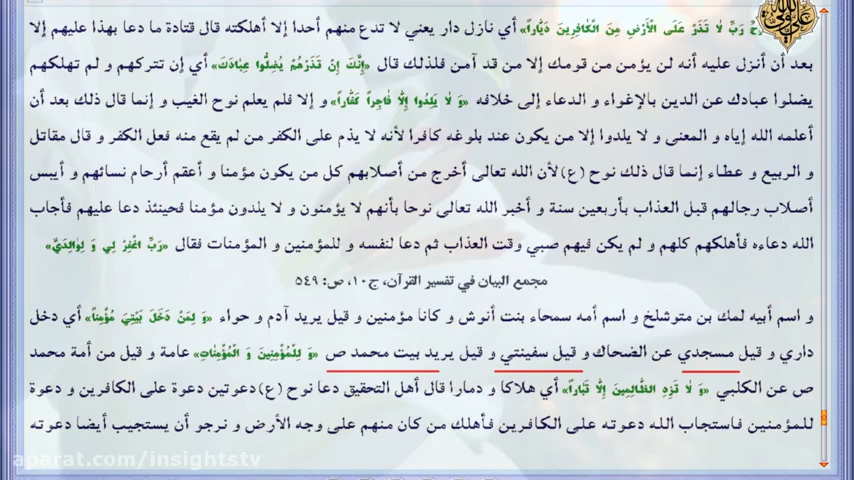 رَبِّ لَا تَذَرْ عَلَى الْأَرْضِ مِنَ الْكَافِرِينَ دَيَّاراً» أي نازل دار يعني لا تدع منهم أحدا إلا أهلكته قال قتادة ما دعا بهذا عليهم إلا
بعد أن أنزل عليه أنه لن يؤمن من قومك إلا من قد آمن فلذلك قال «إِنَّكَ إِنْ تَذَرْهُمْ يُضِلُّوا عِبَادَكَ» أي إن تتركهم و لم تهلكهم
يضلوا عبادك عن الدين بالإغواء و الدعاء إلى خلافه «وَ لَا يَلِدُوا إِلَّا فَاجِراً كَفَّاراً» و إلا فلم يعلم نوح الغيب و إنما قال ذلك بعد أن
أعلمه الله إياه و المعنى و لا يلدوا إلا من يكون عند بلوغه كافرا لأنه لا يذم على الكفر من لم يقع منه فعل الكفر و قال مقاتل
و الربيع و عطاء إنما قال ذلك نوح (ع) لأن الله تعالى أخرج من أصلابهم كل من يكون مؤمنا و أعقم أرحام نسائهم و أيبس
أصلاب رجالهم قبل العذاب بأربعين سنة و أخبر الله تعالى نوحا بأنهم لا يؤمنون و لا يلدون مؤمنا فحينئذ دعا عليهم فأجاب
الله دعاءه فأهلكهم كلهم و لم يكن فيهم صبي وقت العذاب ثم دعا لنفسه و للمؤمنين و المؤمنات فقال «رَبِّ اغْفِرْ لِي وَ لِوَالِدَيَّ»
مجمع البيان في تفسير القرآن، ج١٠، ص: ٥٤٩
و اسم أبيه لمك بن متوشلخ و اسم أمه سمحاء بنت أنوش و كانا مؤمنين و قيل يريد آدم و حواء «وَ لِمَنْ دَخَلَ بَيْتِيَ مُؤْمِناً» أي دخل
داري و قيل مسجدي عن الضحاك و قيل سفينتي و قيل يريد بيت محمد ص «وَ لِلْمُؤْمِنِينَ وَ الْمُؤْمِنَاتِ» عامة و قيل من أمة محمد
ص عن الكلبي «وَ لَا تَزِدِ الظَّالِمِينَ إِلَّا تَبَاراً» أي هلاكا و دمارا قال أهل التحقيق دعا نوح (ع) دعوتين دعوة على الكافرين و دعوة
للمؤمنين فاستجاب الله دعوته على الكافرين فأهلك من كان منهم على وجه الأرض و نرجو أن يستجيب أيضا دعوته
aparat.com/insightstv